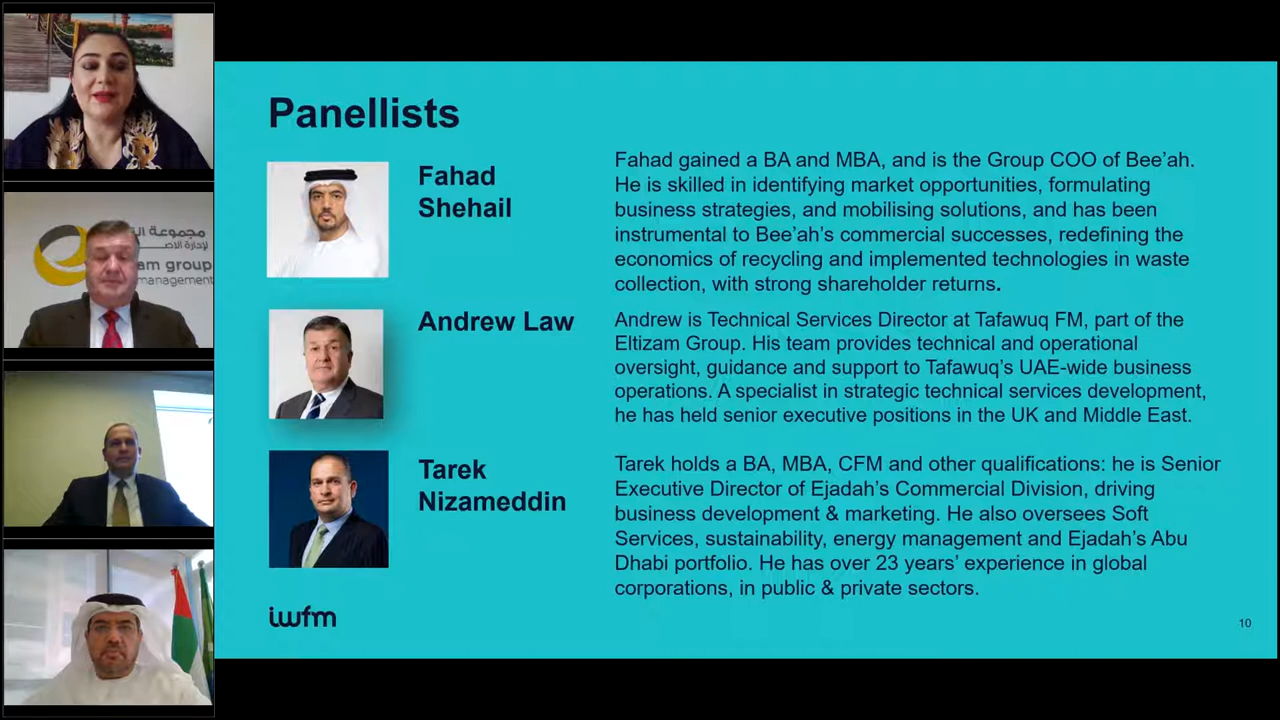 مجموعة
لإدارة
am group
management
Panellists
Fahad
Shehail
Fahad gained a BA and MBA, and is the Group COO of Bee’ah.
He is skilled in identifying market opportunities, formulating
business strategies, and mobilising solutions, and has been
instrumental to Bee’ah’s commercial successes, redefining the
economics of recycling and implemented technologies in waste
collection, with strong shareholder returns.
Andrew Law
Andrew is Technical Services Director at Tafawuq FM, part of the
Eltizam Group. His team provides technical and operational
oversight, guidance and support to Tafawuq’s UAE-wide business
operations. A specialist in strategic technical services development,
he has held senior executive positions in the UK and Middle East.
Tarek
Nizameddin
Tarek holds a BA, MBA, CFM and other qualifications: he is Senior
Executive Director of Ejadah’s Commercial Division, driving
business development & marketing. He also oversees Soft
Services, sustainability, energy management and Ejadah’s Abu
Dhabi portfolio. He has over 23 years’ experience in global
corporations, in public & private sectors.
iwfm
10